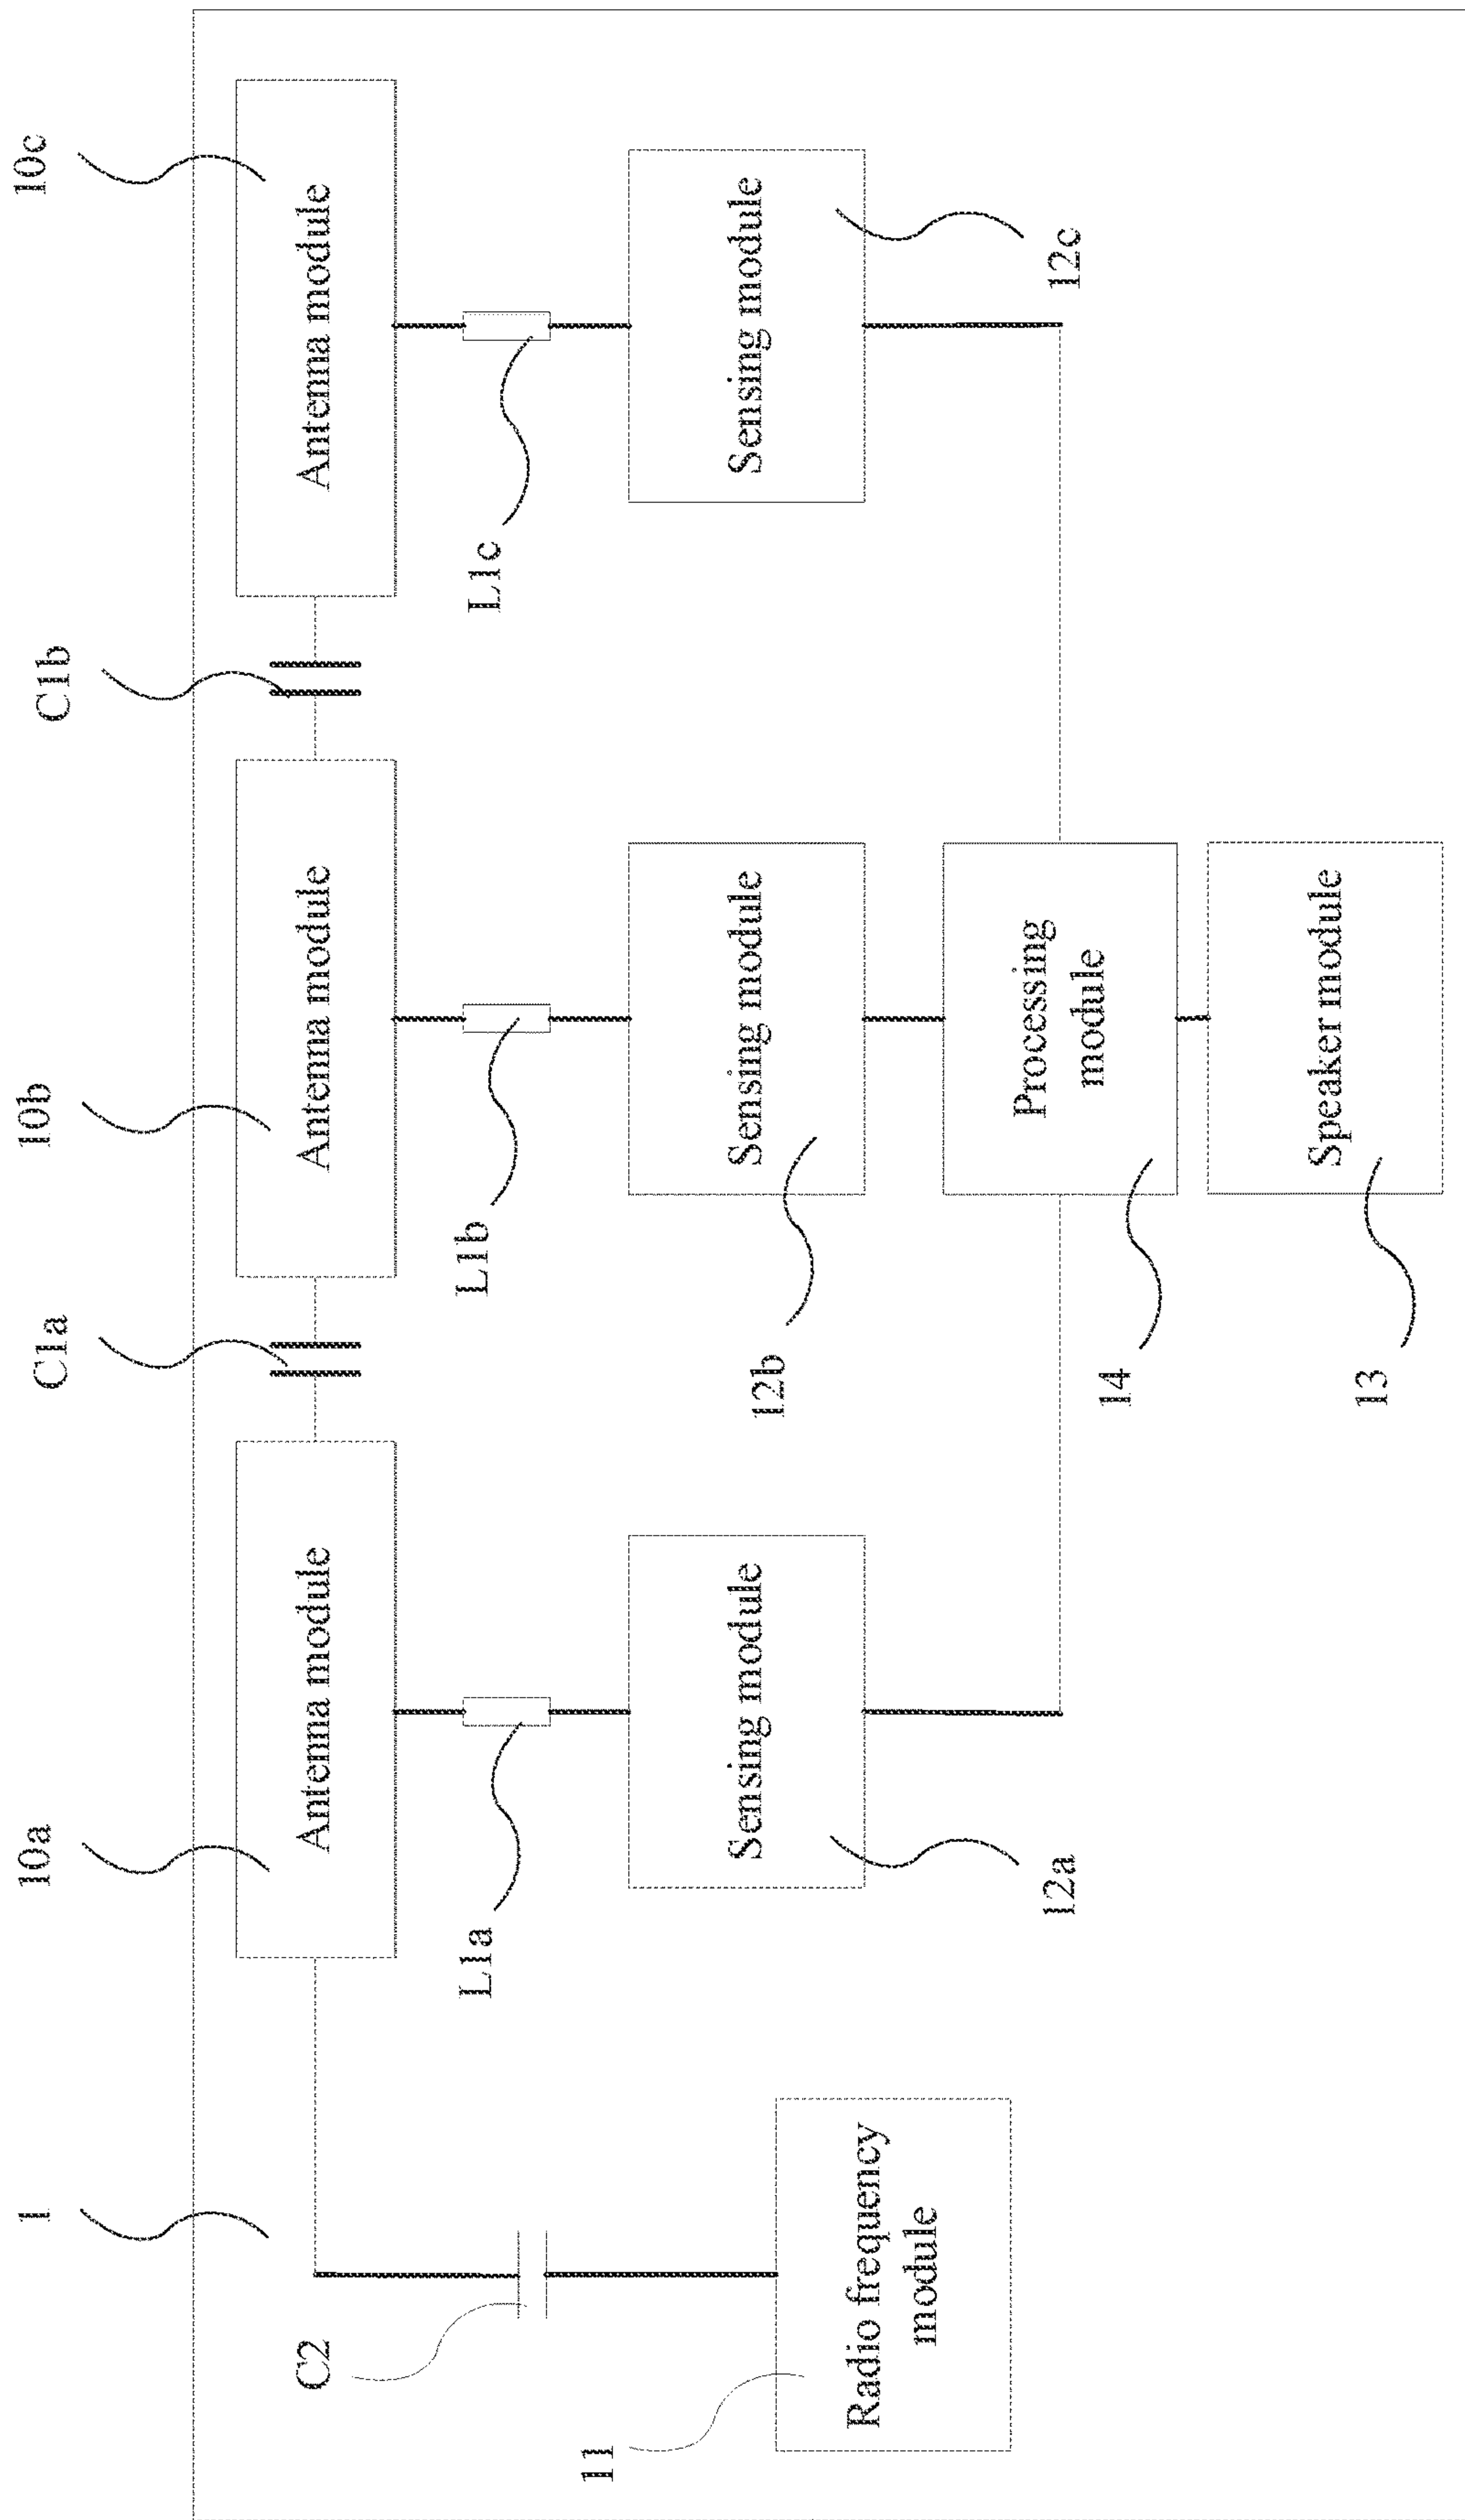 1
10a
C1a
10b
C1b
10c
Antenna module
Antenna module
Antenna module
C2
L1a
L1b
L1c
11
Radio frequency
module
Sensing module
Sensing module
Sensing module
12a
12b
12c
Processing
module
14
Speaker module
13